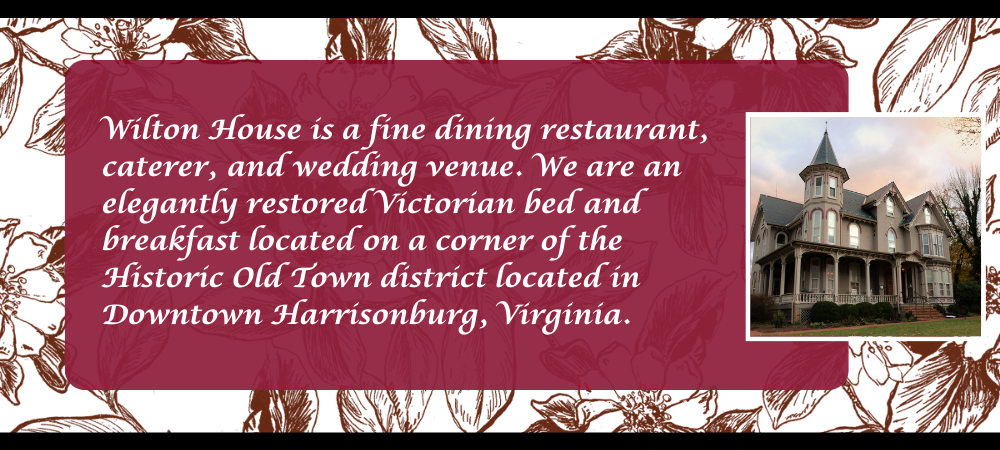 Wilton House is a fine dining restaurant,
caterer, and wedding venue. We are an
elegantly restored Victorian bed and
breakfast located on a corner of the
Historic Old Town district located in
Downtown Harrisonburg, Virginia.